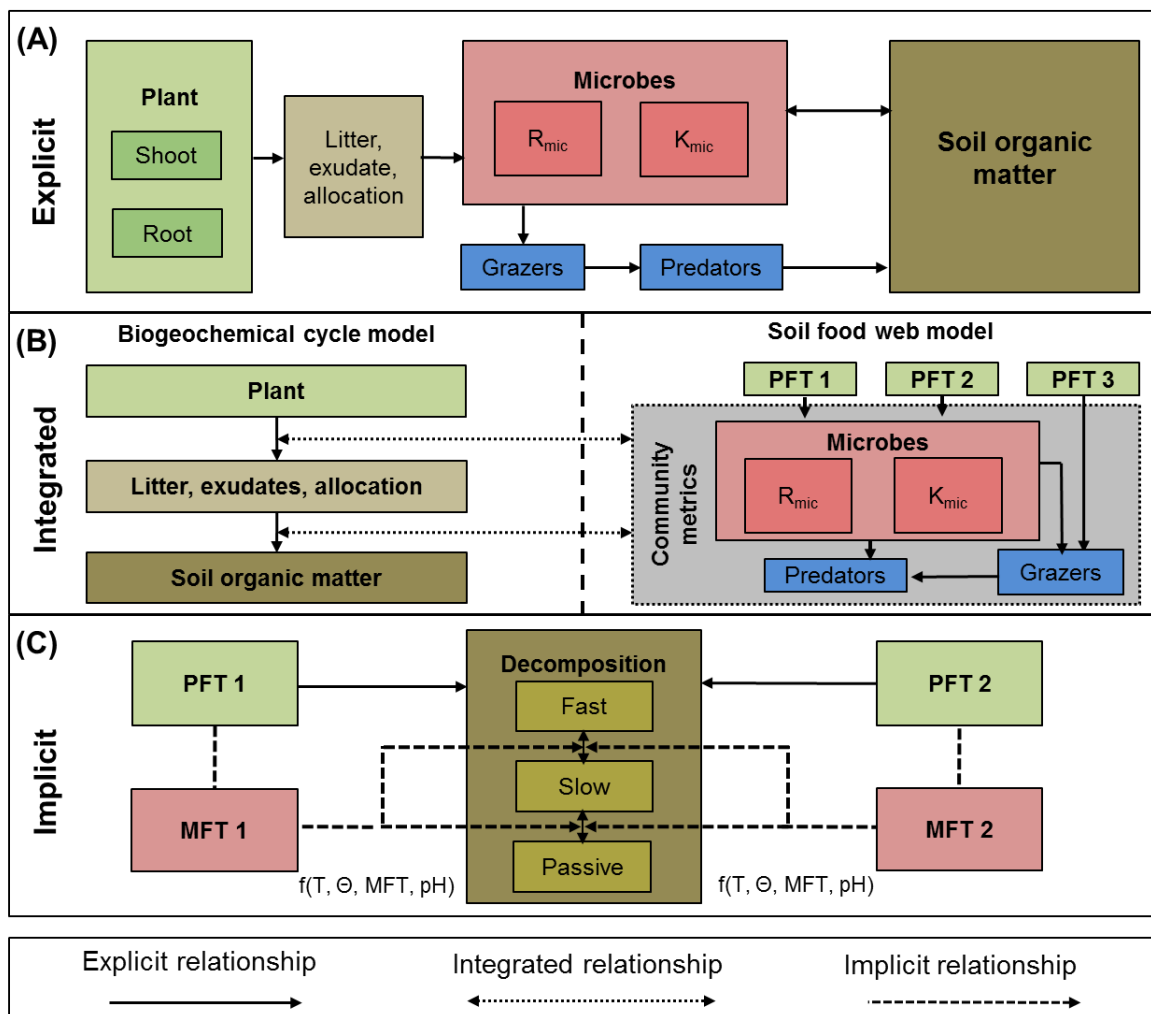 (A)
Explicit
Plant
Shoot
Root
Litter,
exudate,
allocation
Microbes
Rmic
Kmic
Grazers
Predators
Soil organic
matter
(B)
Integrated
Biogeochemical cycle model
Plant
Litter, exudates, allocation
Soil organic matter
Soil food web model
PFT 1
PFT 2
PFT 3
Community
metrics
Microbes
Rmic
Kmic
Predators
Grazers
(C)
Implicit
PFT 1
MFT 1
f(T, Θ, MFT, pH)
Decomposition
Fast
Slow
Passive
PFT 2
MFT 2
f(T, Θ, MFT, pH)
Explicit relationship
Integrated relationship
Implicit relationship